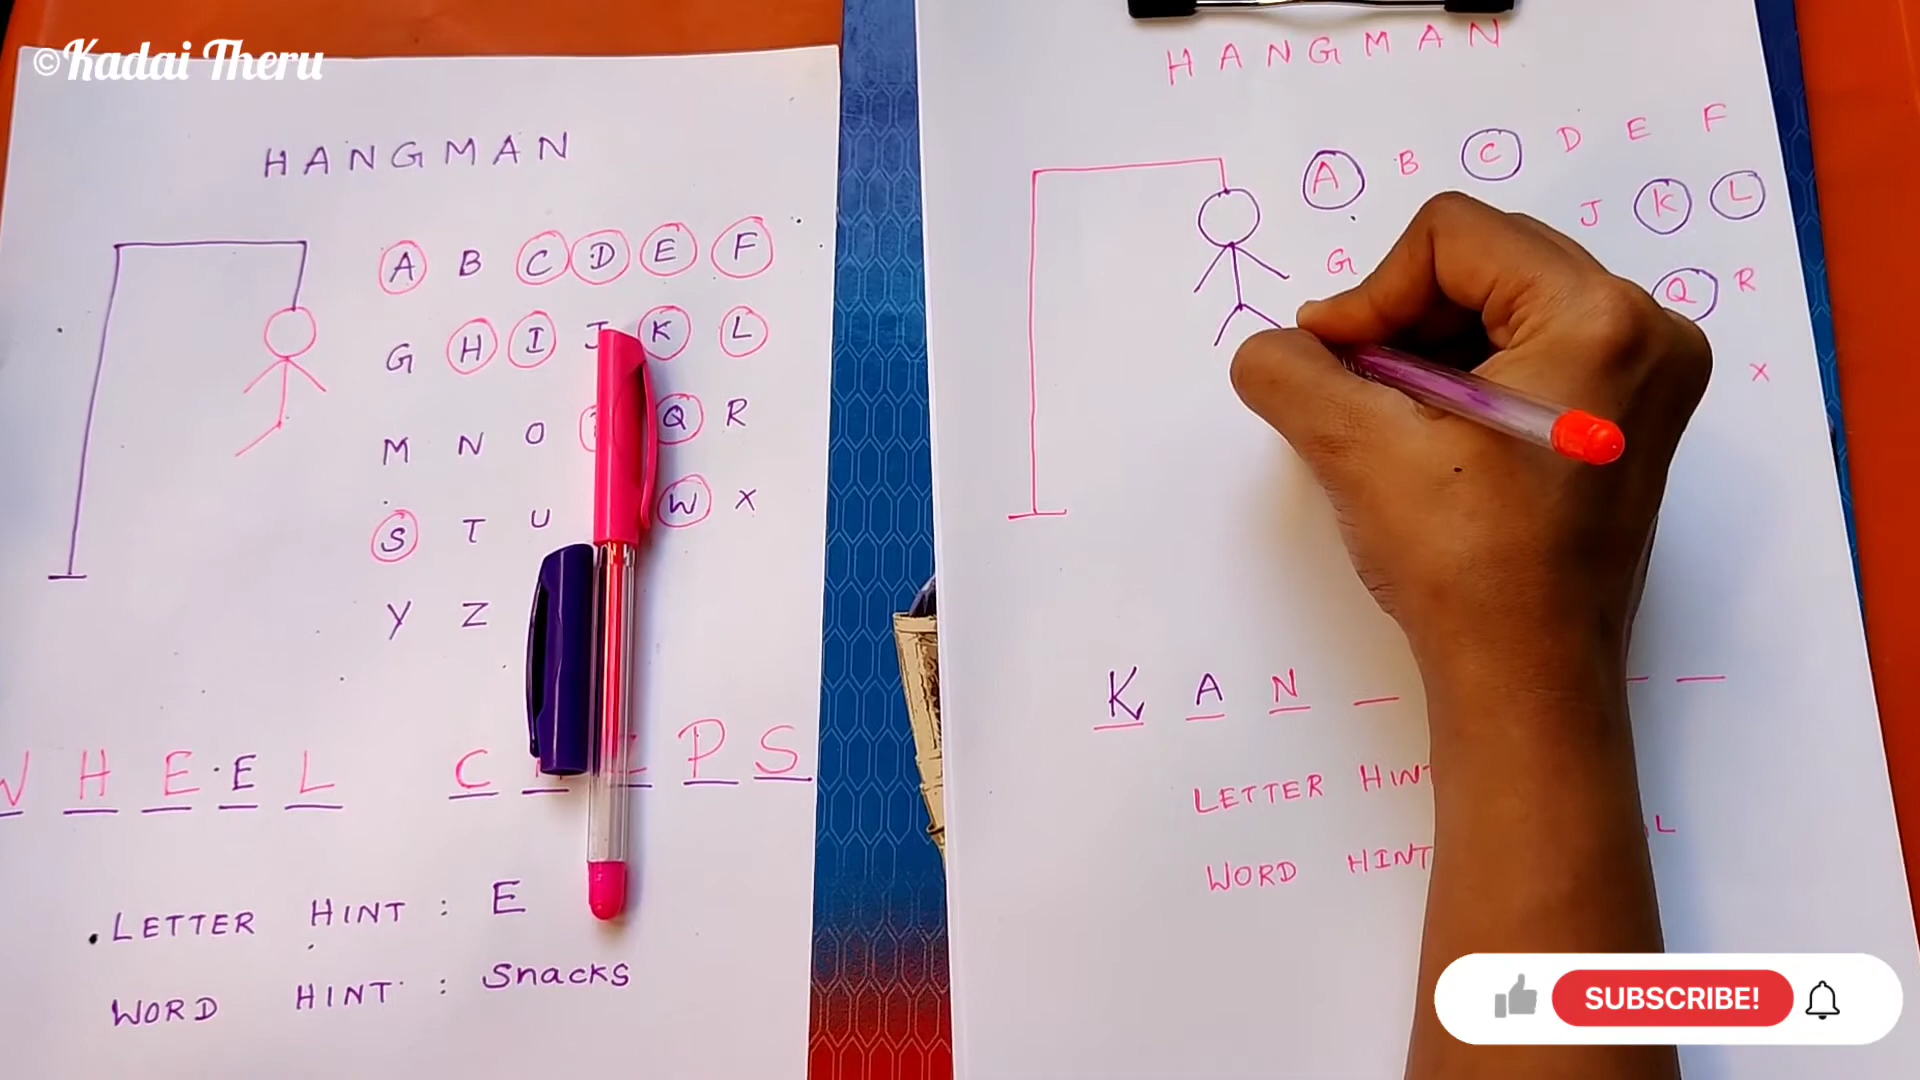 ©Kadai Theru
HANGMAN
A B C D E F
G H I J K L
M N O Q R
S T U W X
Y Z
W H E E L C P S
LETTER HINT : E
WORD HINT : Snacks
HANGMAN
A B C D E F
G J K L
Q R
X
K A N _ _ _
LETTER HINT
WORD HINT L
SUBSCRIBE!